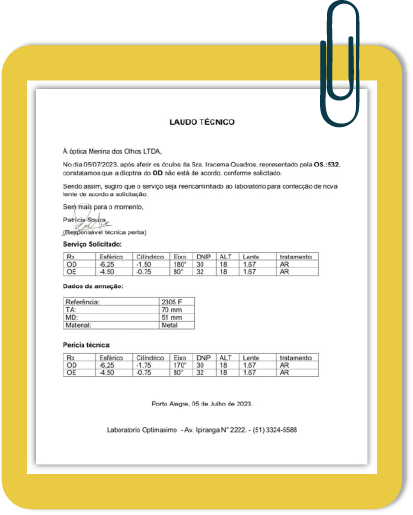 LAUDO TÉCNICO
À óptica Menina dos Olhos LTDA,
No dia 05/07/2023, após aferir os óculos da Sra. Iracema Quadros, representado pela OS.:532,
constatamos que a dioptria do OD não está de acordo, conforme solicitado.
Sendo assim, sugiro que o serviço seja reencaminhado ao laboratório para confecção de nova
lente de acordo a solicitação.
Sem mais para o momento,
Patrícia Souza
(Responsável técnica perita)
Serviço Solicitado:
Rx Esférico Cilíndrico Eixo DNP ALT Lente tratamento
OD -6,25 -1,50 180° 30 18 1.67 AR
OE -4,50 -0,75 80° 32 18 1.67 AR
Dados da armação:
Referência: 2305 F
TA: 70 mm
MD: 51 mm
Material: Metal
Perícia técnica:
Rx Esférico Cilíndrico Eixo DNP ALT Lente tratamento
OD -6,25 -1,75 170° 30 18 1.67 AR
OE -4,50 -0,75 80° 32 18 1.67 AR
Porto Alegre, 05 de Julho de 2023.
Laboratório Optimaximo - Av. Ipiranga N° 2222. - (51) 3324-5588